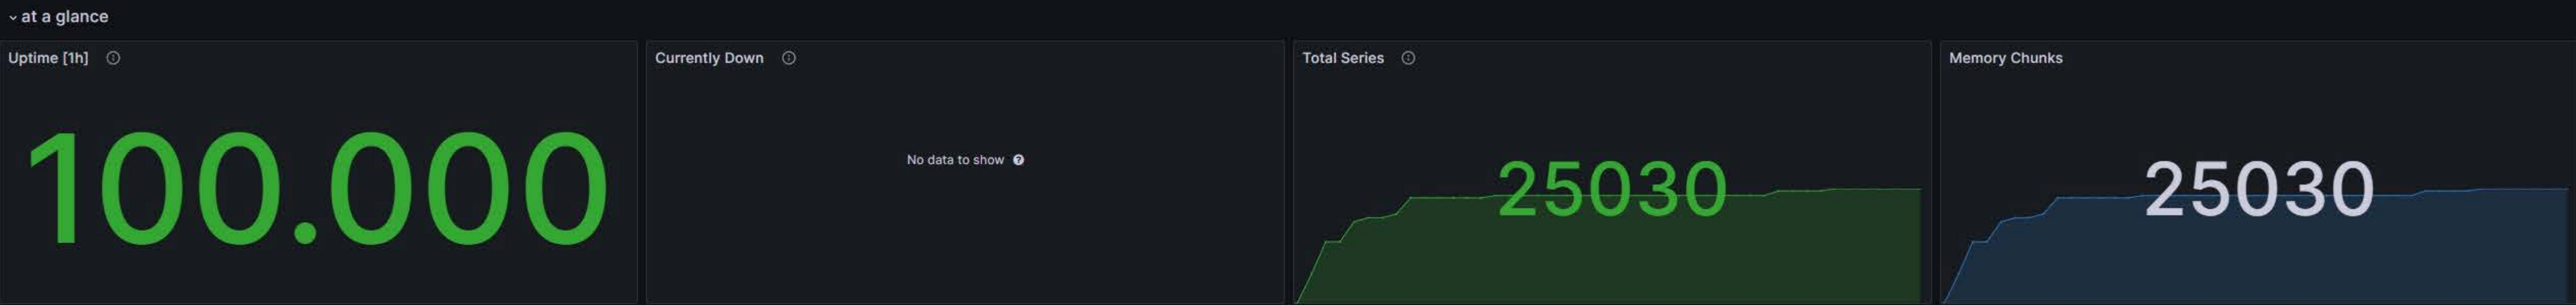 at a glance
Uptime [1h]
100.000
Currently Down
No data to show
Total Series
25030
Memory Chunks
25030